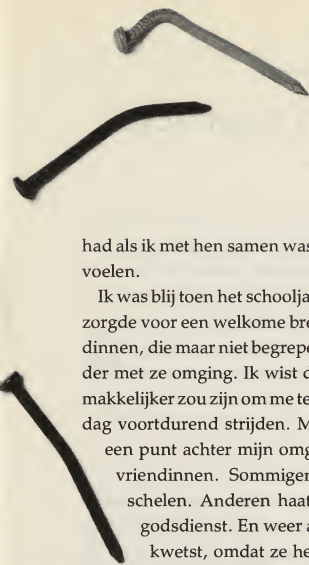 had als ik met hen samen was
voelen.
Ik was blij toen het schoolja
zorgde voor een welkome bre
dinnen, die maar niet begrepe
der met ze omging. Ik wist d
makkelijker zou zijn om me te
dag voortdurend strijden. M
een punt achter mijn omg
vriendinnen. Sommigen
schelen. Anderen haat
godsdienst. En weer a
kwetst, omdat ze he